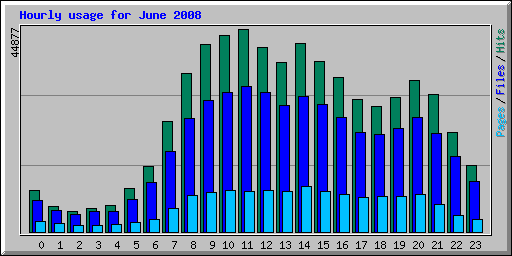 Hourly usage for June 2008
44877
Pages / Files / Hits
0 1 2 3 4 5 6 7 8 9 10 11 12 13 14 15 16 17 18 19 20 21 22 23